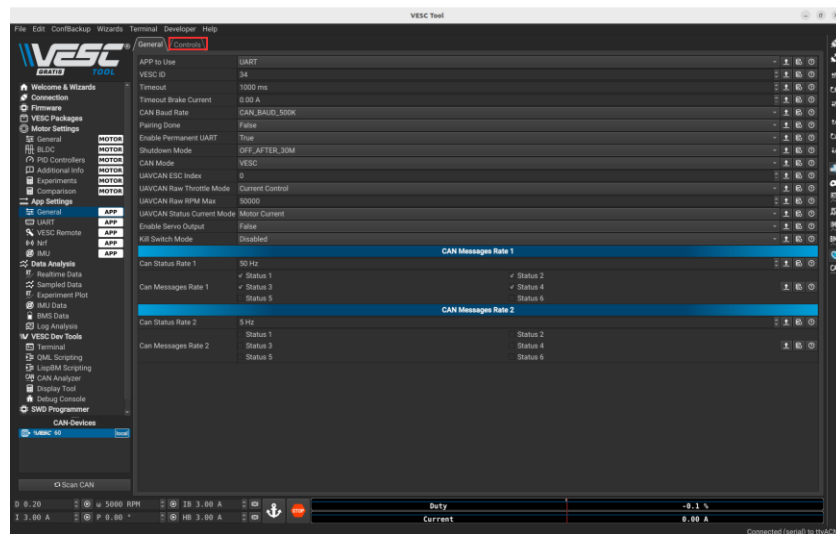 VESC Tool
File Edit ConfBackup Wizards Terminal Developer Help
VESC
GRATIS TOOL
General Controls
APP to Use UART
VESC ID 34
Timeout 1000 ms
Timeout Brake Current 0.00 A
CAN Baud Rate CAN_BAUD_500K
Pairing Done False
Enable Permanent UART True
Shutdown Mode OFF_AFTER_30M
CAN Mode VESC
UAVCAN ESC Index 0
UAVCAN Raw Throttle Mode Current Control
UAVCAN Raw RPM Max 50000
UAVCAN Status Current Mode Motor Current
Enable Servo Output False
Kill Switch Mode Disabled
CAN Messages Rate 1
Can Status Rate 1 50 Hz
Status 1 Status 2
Can Messages Rate 1 Status 3 Status 4
Status 5 Status 6
CAN Messages Rate 2
Can Status Rate 2 5 Hz
Status 1 Status 2
Can Messages Rate 2 Status 3 Status 4
Status 5 Status 6
Welcome & Wizards
Connection
Firmware
VESC Packages
Motor Settings
General MOTOR
BLDC MOTOR
PID Controllers MOTOR
Additional Info MOTOR
Experiments MOTOR
Comparison MOTOR
App Settings
General APP
UART APP
VESC Remote APP
Nrf APP
IMU APP
Data Analysis
Realtime Data
Sampled Data
Experiment Plot
IMU Data
BMS Data
Log Analysis
VESC Dev Tools
Terminal
QML Scripting
LispBM Scripting
CAN Analyzer
Display Tool
Debug Console
SWD Programmer
CAN-Devices
VESC 60 local
Scan CAN
D 0.20 ω 5000 RPM IB 3.00 A
I 3.00 A P 0.00 ° HB 3.00 A
STOP
Duty -0.1 %
Current 0.00 A
Connected (serial) to ttyACM